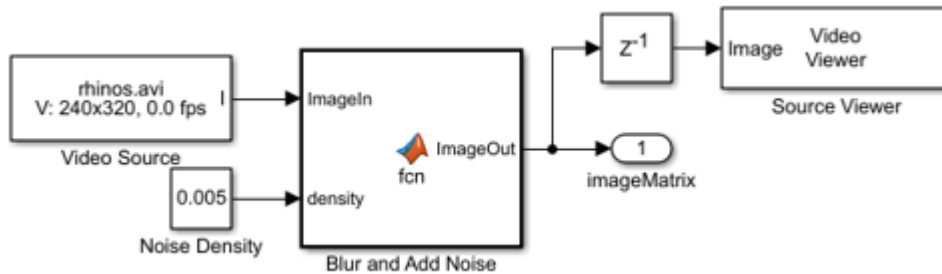 rhinos.avi
V: 240x320, 0.0 fps
I
Video Source
0.005
Noise Density
ImageIn
density
fcn
ImageOut
Blur and Add Noise
Z-1
1
imageMatrix
Image
Video
Viewer
Source Viewer